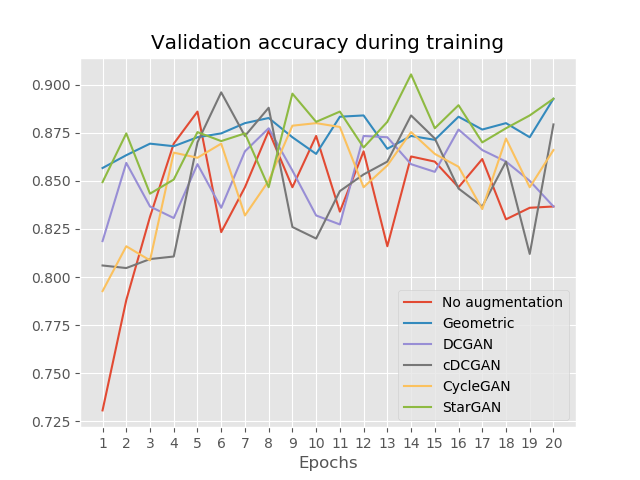 Validation accuracy during training
0.900
0.875
0.850
0.825
0.800
0.775
0.750
0.725
No augmentation
Geometric
DCGAN
cDCGAN
CycleGAN
StarGAN
1 2 3 4 5 6 7 8 9 10 11 12 13 14 15 16 17 18 19 20
Epochs